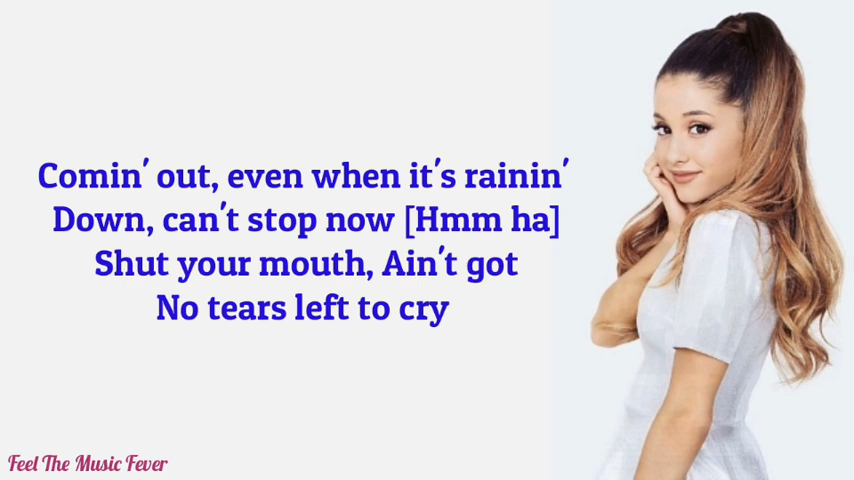 Comin' out, even when it's rainin'
Down, can't stop now [Hmm ha]
Shut your mouth, Ain't got
No tears left to cry
Feel The Music Fever